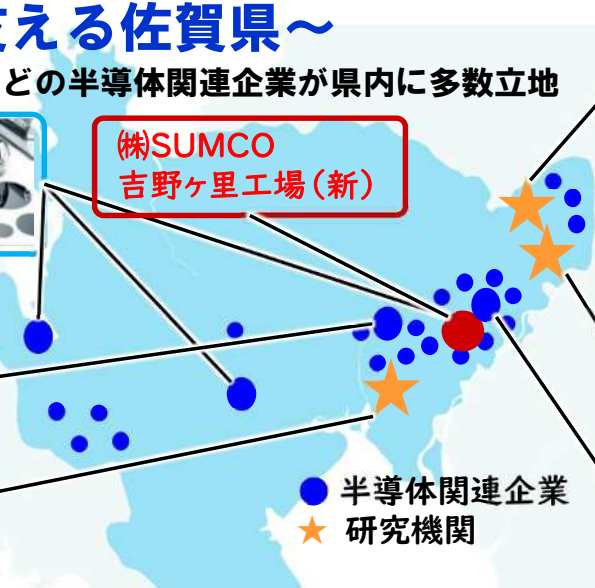 支える佐賀県～
どの半導体関連企業が県内に多数立地
㈱SUMCO
吉野ヶ里工場（新）
半導体関連企業
研究機関